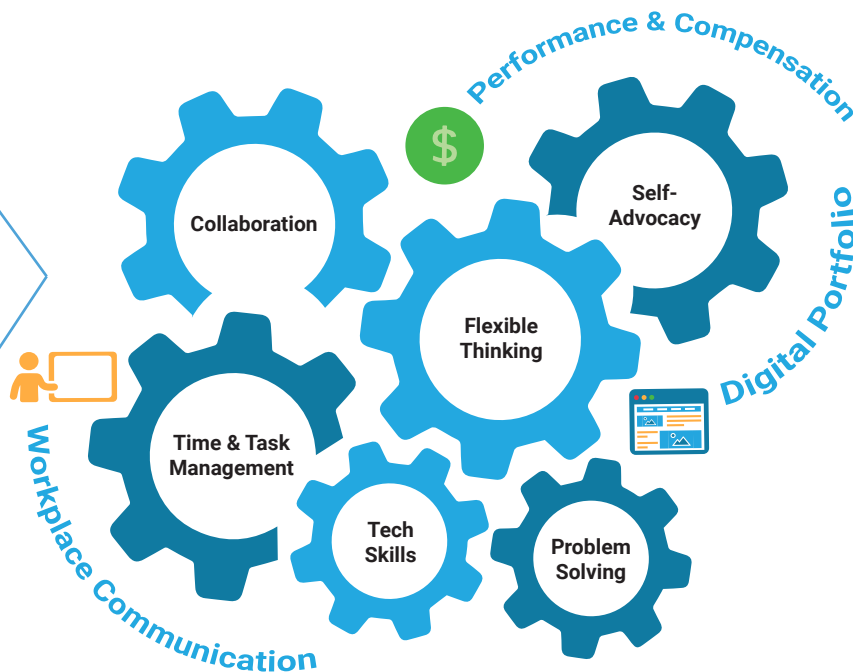 Performance & Compensation
$
Collaboration
Self-
Advocacy
Digital Portfolio
Flexible
Thinking
Time & Task
Management
Workplace Communication
Tech
Skills
Problem
Solving